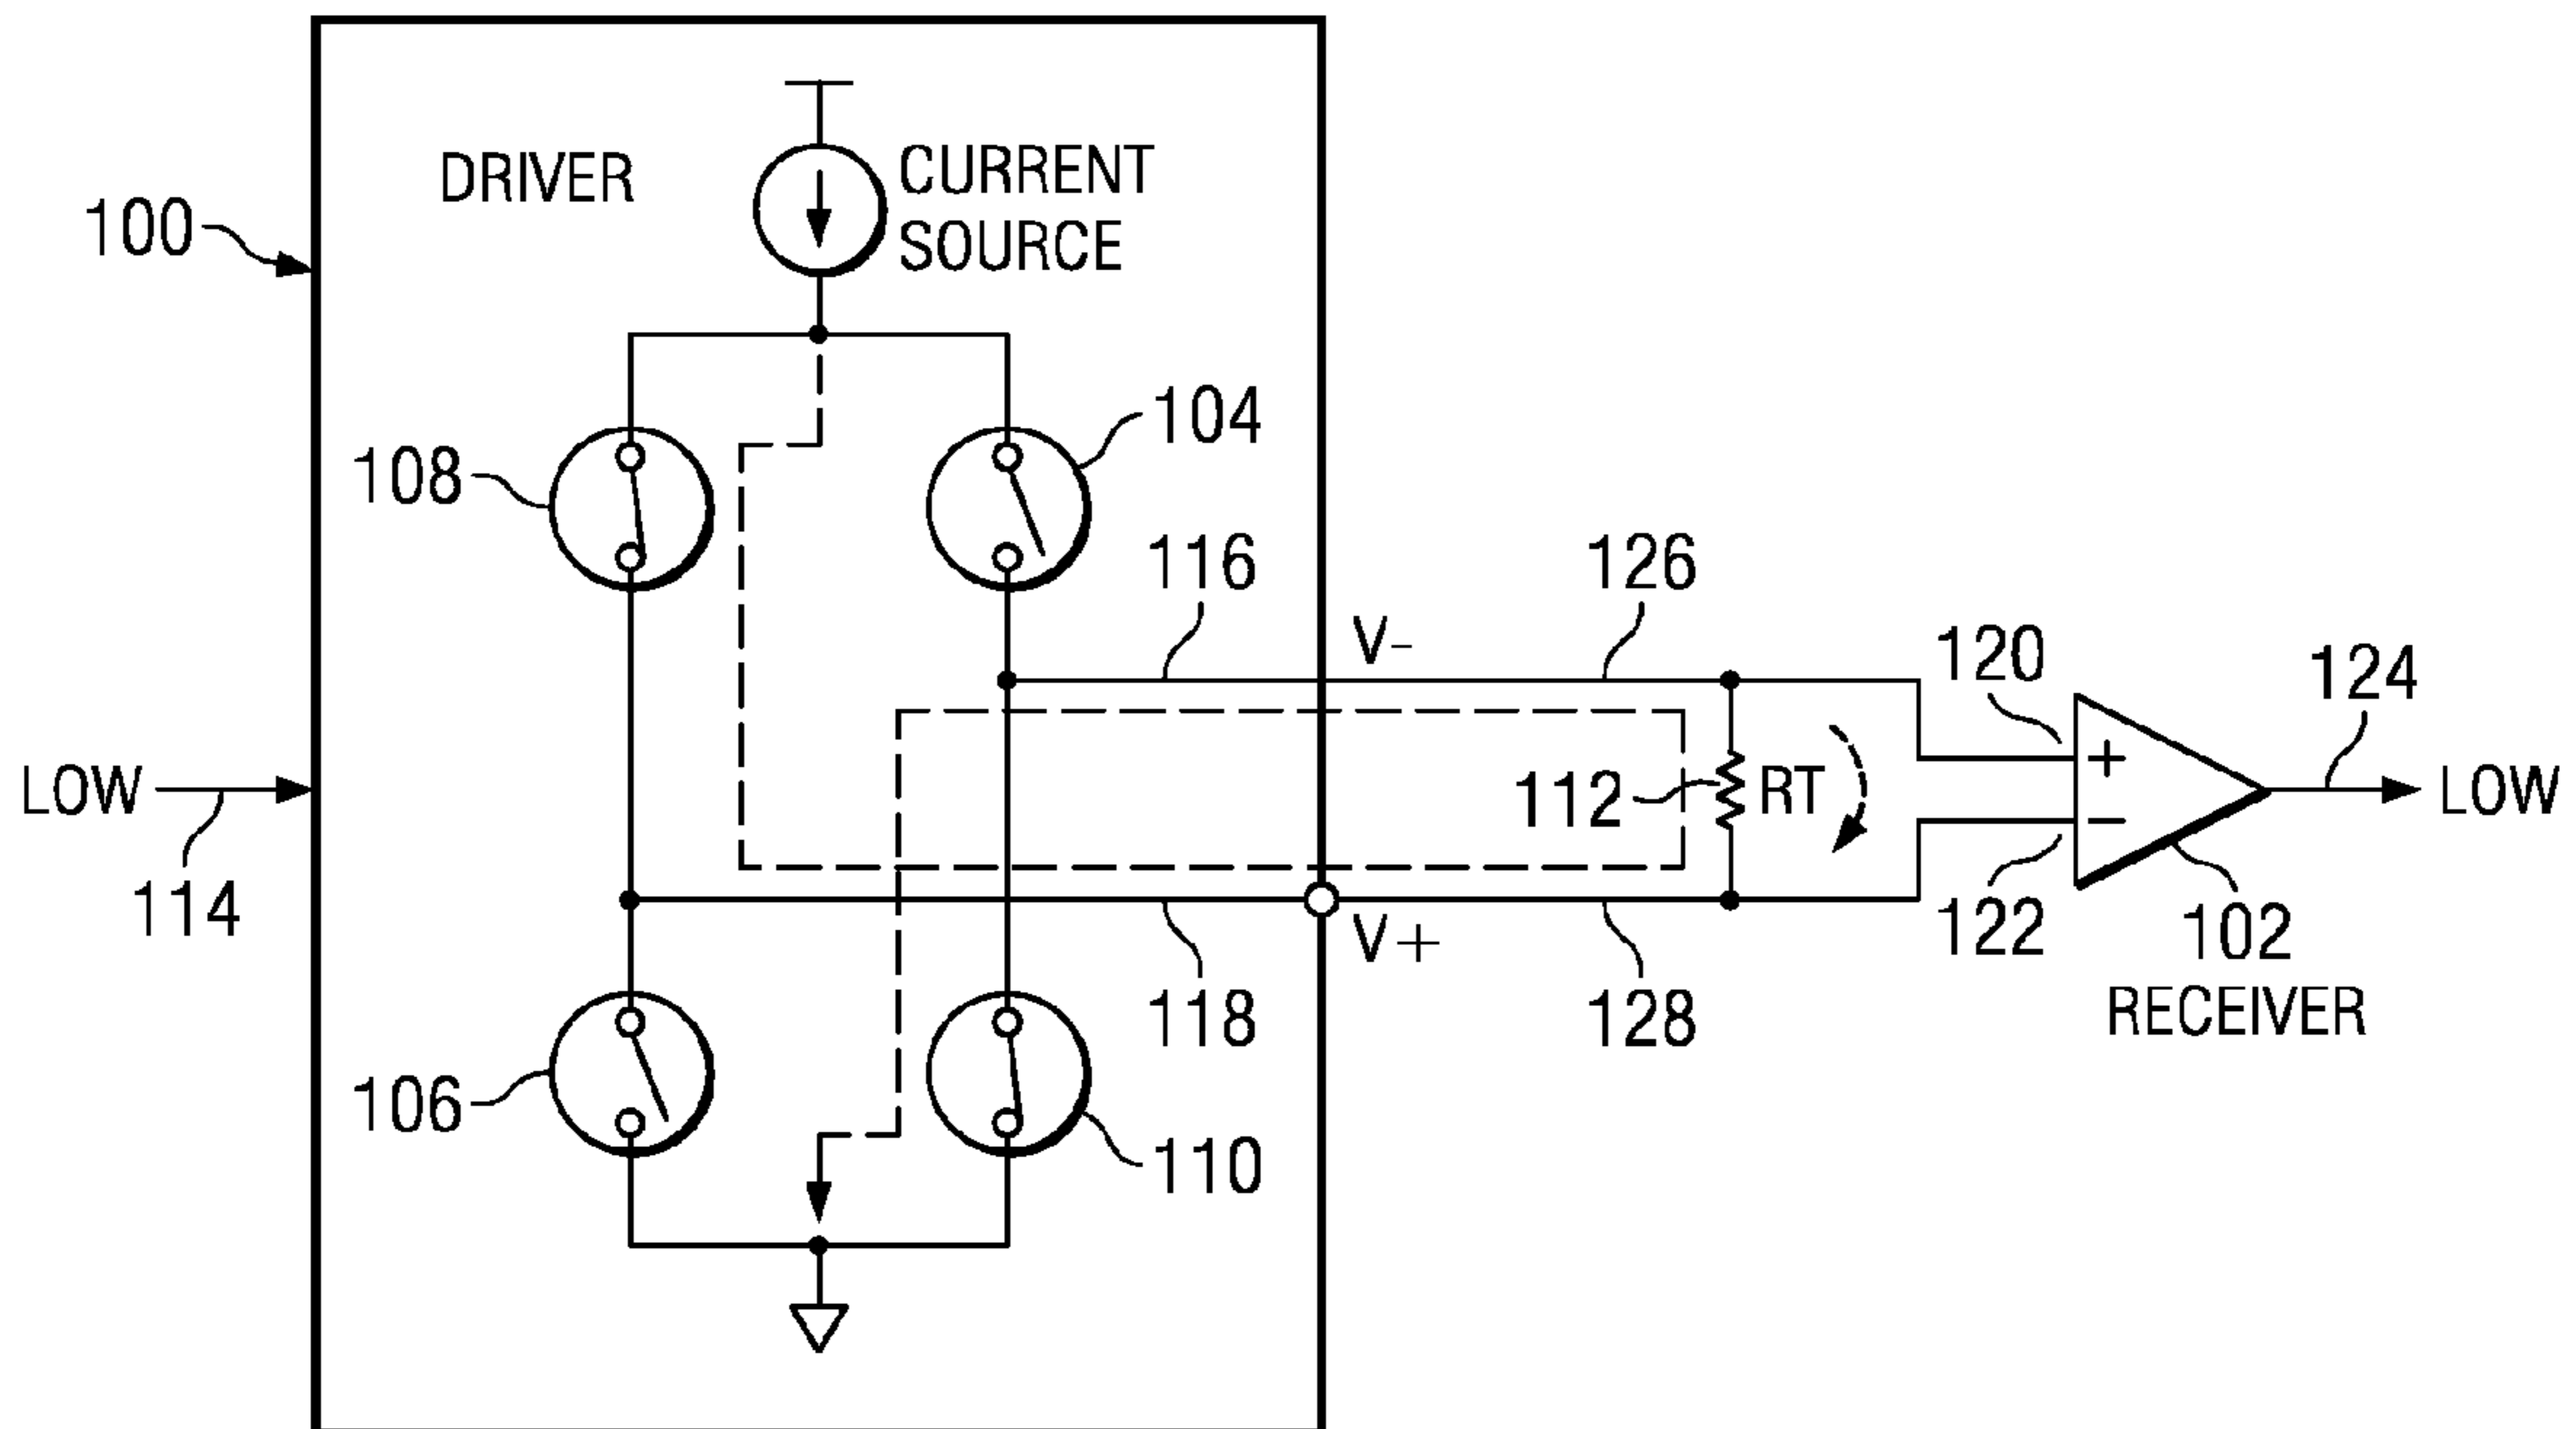 DRIVER
CURRENT
SOURCE
100
108
104
116
126
V-
120
124
LOW
114
112
RT
+
−
LOW
122
102
RECEIVER
V+
118
128
106
110